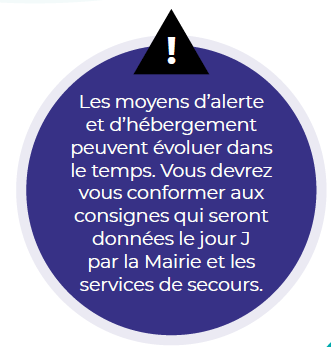 !
Les moyens d’alerte
et d’hébergement
peuvent évoluer dans
le temps. Vous devrez
vous conformer aux
consignes qui seront
données le jour J
par la Mairie et les
services de secours.